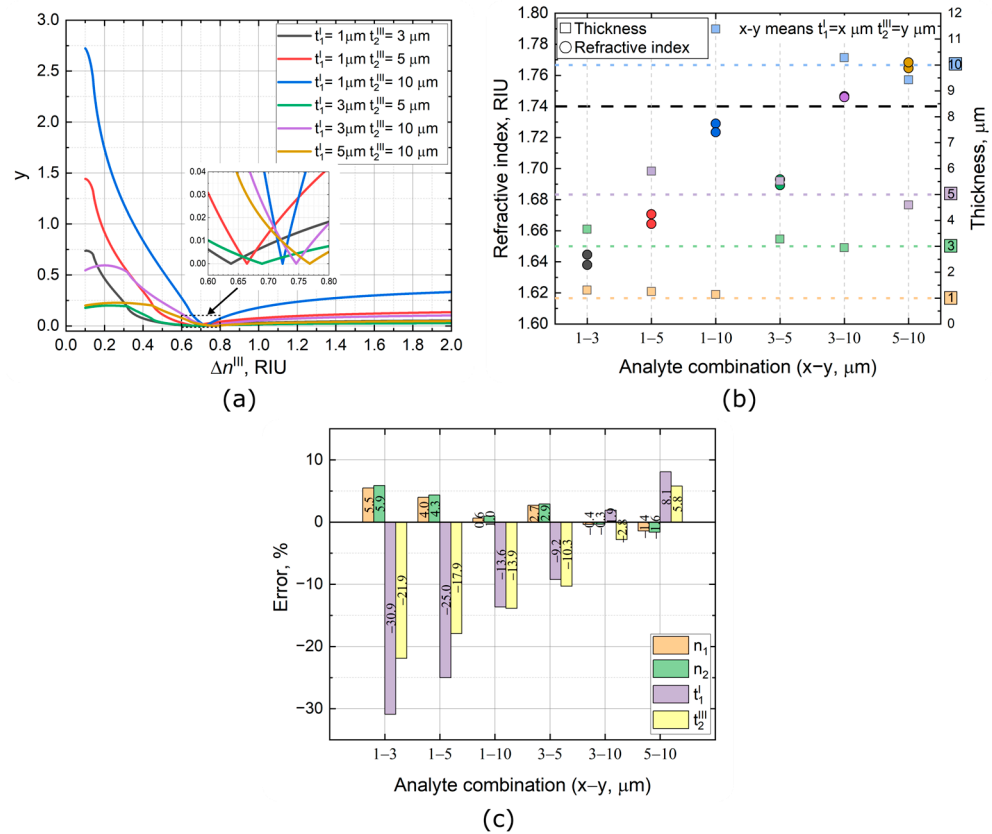 (a)
3.0
2.5
2.0
1.5
1.0
0.5
0.0
y
t₁ᴵ= 1μm t₂ᴵᴵᴵ= 3 μm
t₁ᴵ= 1μm t₂ᴵᴵᴵ= 5 μm
t₁ᴵ= 1μm t₂ᴵᴵᴵ= 10 μm
t₁ᴵ= 3μm t₂ᴵᴵᴵ= 5 μm
t₁ᴵ= 3μm t₂ᴵᴵᴵ= 10 μm
t₁ᴵ= 5μm t₂ᴵᴵᴵ= 10 μm
0.04
0.03
0.02
0.01
0.00
0.60 0.65 0.70 0.75 0.80
0.0 0.2 0.4 0.6 0.8 1.0 1.2 1.4 1.6 1.8 2.0
Δnᴵᴵᴵ, RIU
(a)
(b)
1.80
1.78
1.76
1.74
1.72
1.70
1.68
1.66
1.64
1.62
1.60
Refractive index, RIU
Thickness
Refractive index
x-y means t₁ᴵ=x μm t₂ᴵᴵᴵ=y μm
12
11
10
9
8
7
6
5
4
3
2
1
0
Thickness, μm
1−3 1−5 1−10 3−5 3−10 5−10
Analyte combination (x−y, μm)
(b)
10
0
−10
−20
−30
Error, %
5.5 5.9 −30.9 −21.9
4.0 4.3 −25.0 −17.9
0.6 1.0 −13.6 −13.9
2.7 2.9 −9.2 −10.3
−0.4 −0.3 1.9 −2.8
−1.4 −1.6 8.1 5.8
n₁
n₂
t₁ᴵ
t₂ᴵᴵᴵ
1−3 1−5 1−10 3−5 3−10 5−10
Analyte combination (x−y, μm)
(c)